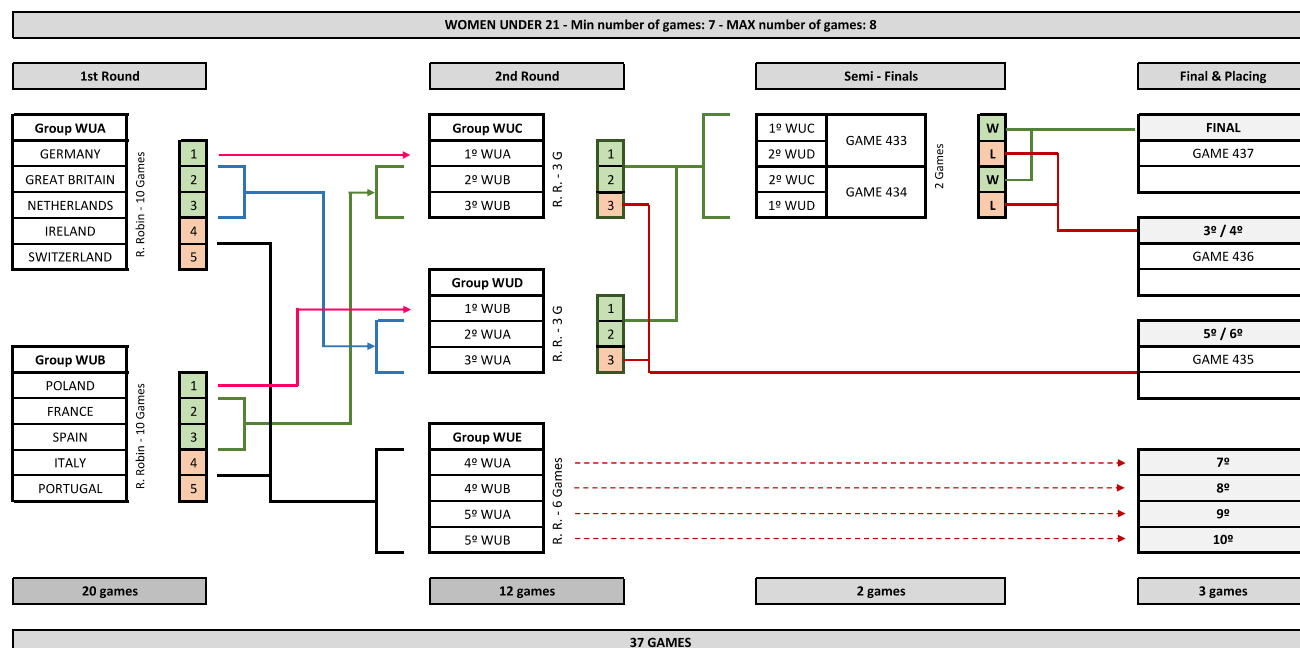 WOMEN UNDER 21 - Min number of games: 7 - MAX number of games: 8
1st Round
2nd Round
Semi - Finals
Final & Placing
Group WUA
GERMANY
GREAT BRITAIN
NETHERLANDS
IRELAND
SWITZERLAND
R. Robin - 10 Games
1
2
3
4
5
Group WUB
POLAND
FRANCE
SPAIN
ITALY
PORTUGAL
R. Robin - 10 Games
1
2
3
4
5
Group WUC
1º WUA
2º WUB
3º WUB
R. R. - 3 G
1
2
3
Group WUD
1º WUB
2º WUA
3º WUA
R. R. - 3 G
1
2
3
Group WUE
4º WUA
4º WUB
5º WUA
5º WUB
R. R. - 6 Games
1º WUC
2º WUD
GAME 433
2º WUC
1º WUD
GAME 434
2 Games
W
L
W
L
FINAL
GAME 437
3º / 4º
GAME 436
5º / 6º
GAME 435
7º
8º
9º
10º
20 games
12 games
2 games
3 games
37 GAMES